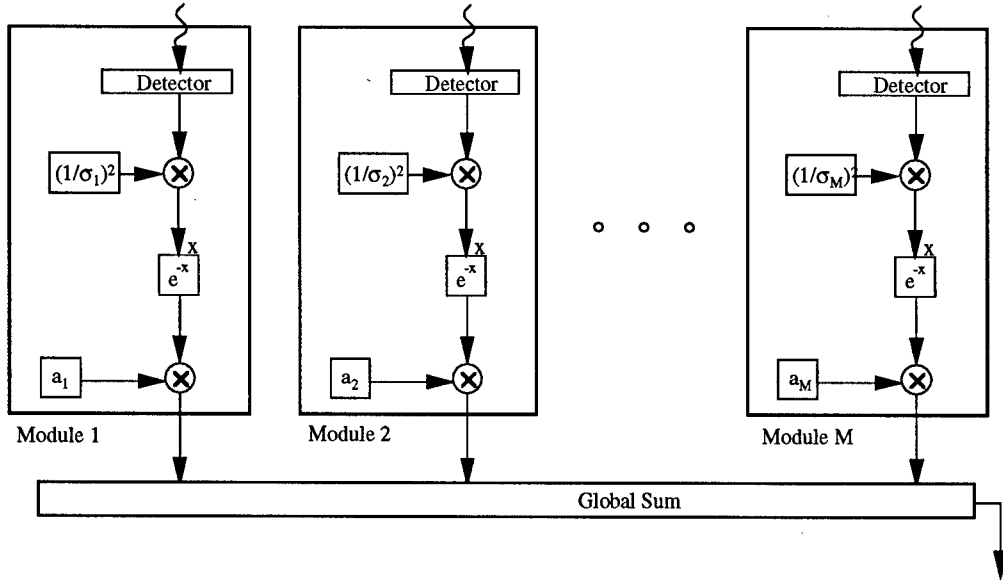 Detector Detector Detector
(1/σ₁)² (1/σ₂)² (1/σM)²
x x x
e⁻ˣ e⁻ˣ e⁻ˣ
a₁ a₂ aM
Module 1 Module 2 Module M
Global Sum